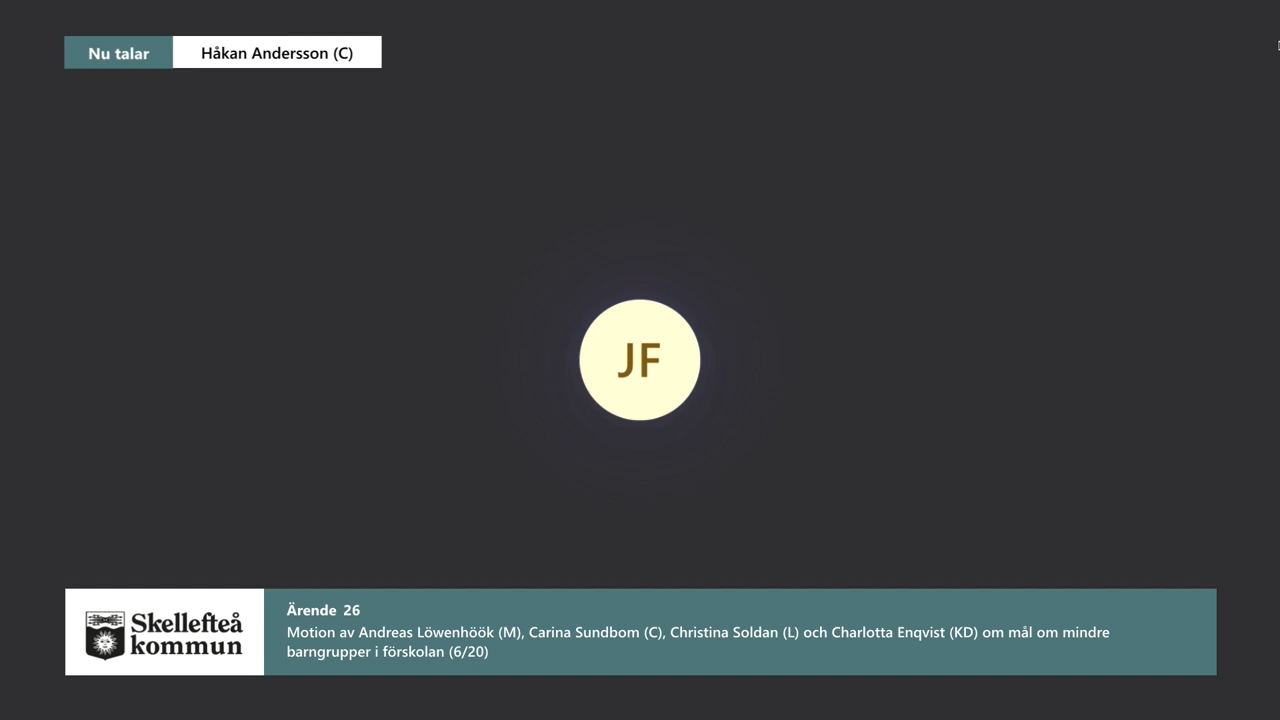 Nu talar
Håkan Andersson (C)
JF
Skellefteå
kommun
Ärende 26
Motion av Andreas Löwenhöök (M), Carina Sundbom (C), Christina Soldan (L) och Charlotta Enqvist (KD) om mål om mindre
barngrupper i förskolan (6/20)